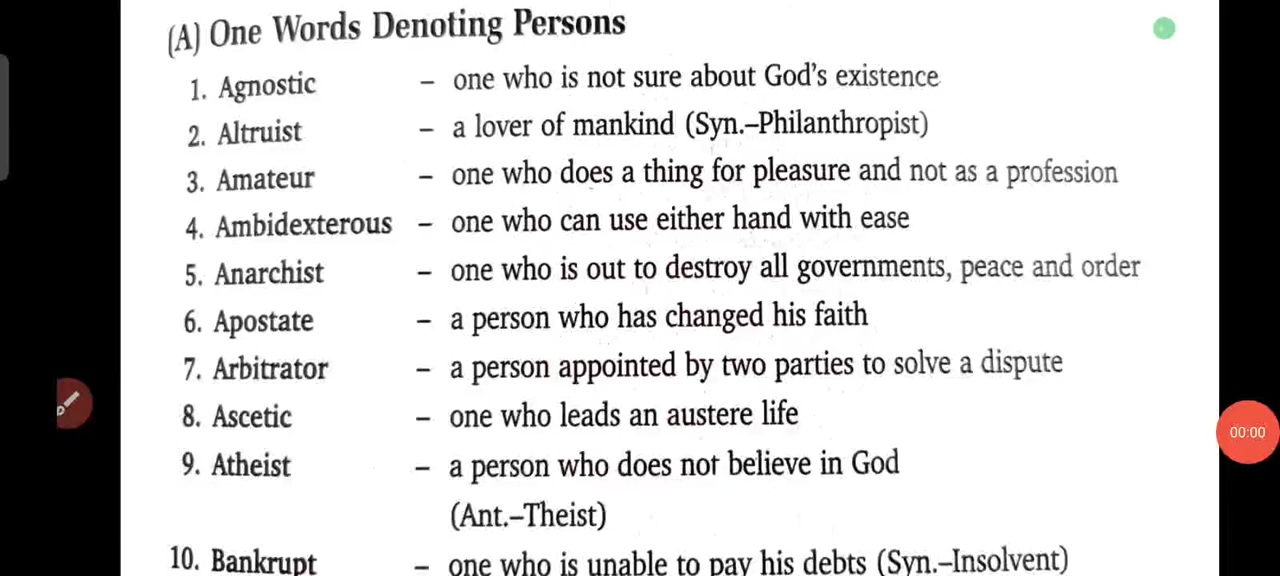 (A) One Words Denoting Persons
1. Agnostic – one who is not sure about God's existence
2. Altruist – a lover of mankind (Syn.–Philanthropist)
3. Amateur – one who does a thing for pleasure and not as a profession
4. Ambidexterous – one who can use either hand with ease
5. Anarchist – one who is out to destroy all governments, peace and order
6. Apostate – a person who has changed his faith
7. Arbitrator – a person appointed by two parties to solve a dispute
8. Ascetic – one who leads an austere life
9. Atheist – a person who does not believe in God
(Ant.–Theist)
10. Bankrupt – one who is unable to pay his debts (Syn.–Insolvent)
00:00